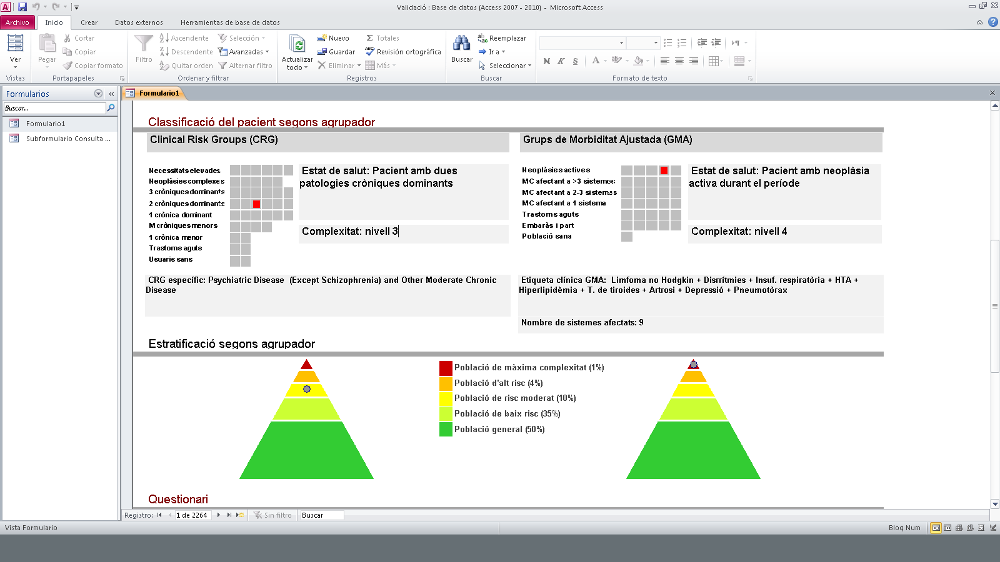 Validació : Base de datos (Access 2007 - 2010) - Microsoft Access
Archivo Inicio Crear Datos externos Herramientas de base de datos
Ver
Vistas
Pegar
Cortar
Copiar
Copiar formato
Portapapeles
Filtro
Ascendente
Descendente
Quitar orden
Selección
Avanzadas
Alternar filtro
Ordenar y filtrar
Actualizar
todo
Nuevo
Guardar
Eliminar
Totales
Revisión ortográfica
Más
Registros
Buscar
Reemplazar
Ir a
Seleccionar
Buscar
N K S A
Formato de texto
Formularios
Buscar...
Formulario1
Subformulario Consulta ...
Formulario1
Classificació del pacient segons agrupador
Clinical Risk Groups (CRG)
Necessitats elevades
Neoplàsies complexes
3 cròniques dominants
2 cròniques dominants
1 crònica dominant
M cròniques menors
1 crònica menor
Trastorns aguts
Usuaris sans
Estat de salut: Pacient amb dues
patologies cròniques dominants
Complexitat: nivell 3
CRG específic: Psychiatric Disease (Except Schizophrenia) and Other Moderate Chronic
Disease
Grups de Morbiditat Ajustada (GMA)
Neoplàsies actives
MC afectant a >3 sistemes
MC afectant a 2-3 sistemes
MC afectant a 1 sistema
Trastorns aguts
Embaràs i part
Població sana
Estat de salut: Pacient amb neoplàsia
activa durant el període
Complexitat: nivell 4
Etiqueta clínica GMA: Limfoma no Hodgkin + Disrrítmies + Insuf. respiratòria + HTA +
Hiperlipidèmia + T. de tiroides + Artrosi + Depressió + Pneumotòrax
Nombre de sistemes afectats: 9
Estratificació segons agrupador
Població de màxima complexitat (1%)
Població d'alt risc (4%)
Població de risc moderat (10%)
Població de baix risc (35%)
Població general (50%)
Questionari
Registro: 1 de 2264 Sin filtro Buscar
Vista Formulario
Bloq Num